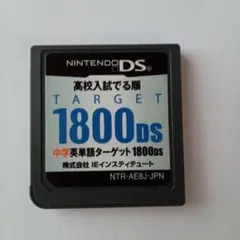 NINTENDO DS
高校入試でる順
TARGET
1800DS
中学英単語ターゲット1800DS
株式会社 IEインスティテュート
NTR-AE8J-JPN